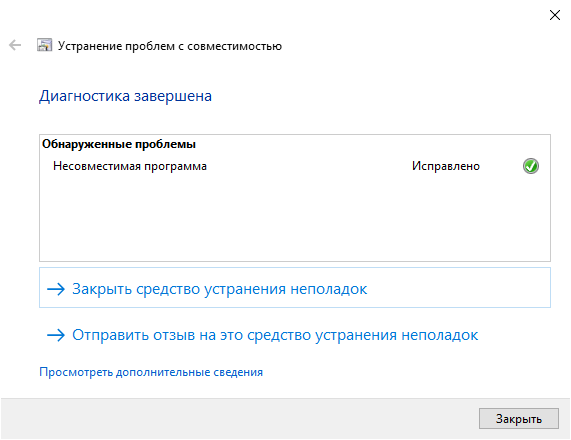 Устранение проблем с совместимостью
Диагностика завершена
Обнаруженные проблемы
Несовместимая программа Исправлено
Закрыть средство устранения неполадок
Отправить отзыв на это средство устранения неполадок
Просмотреть дополнительные сведения
Закрыть